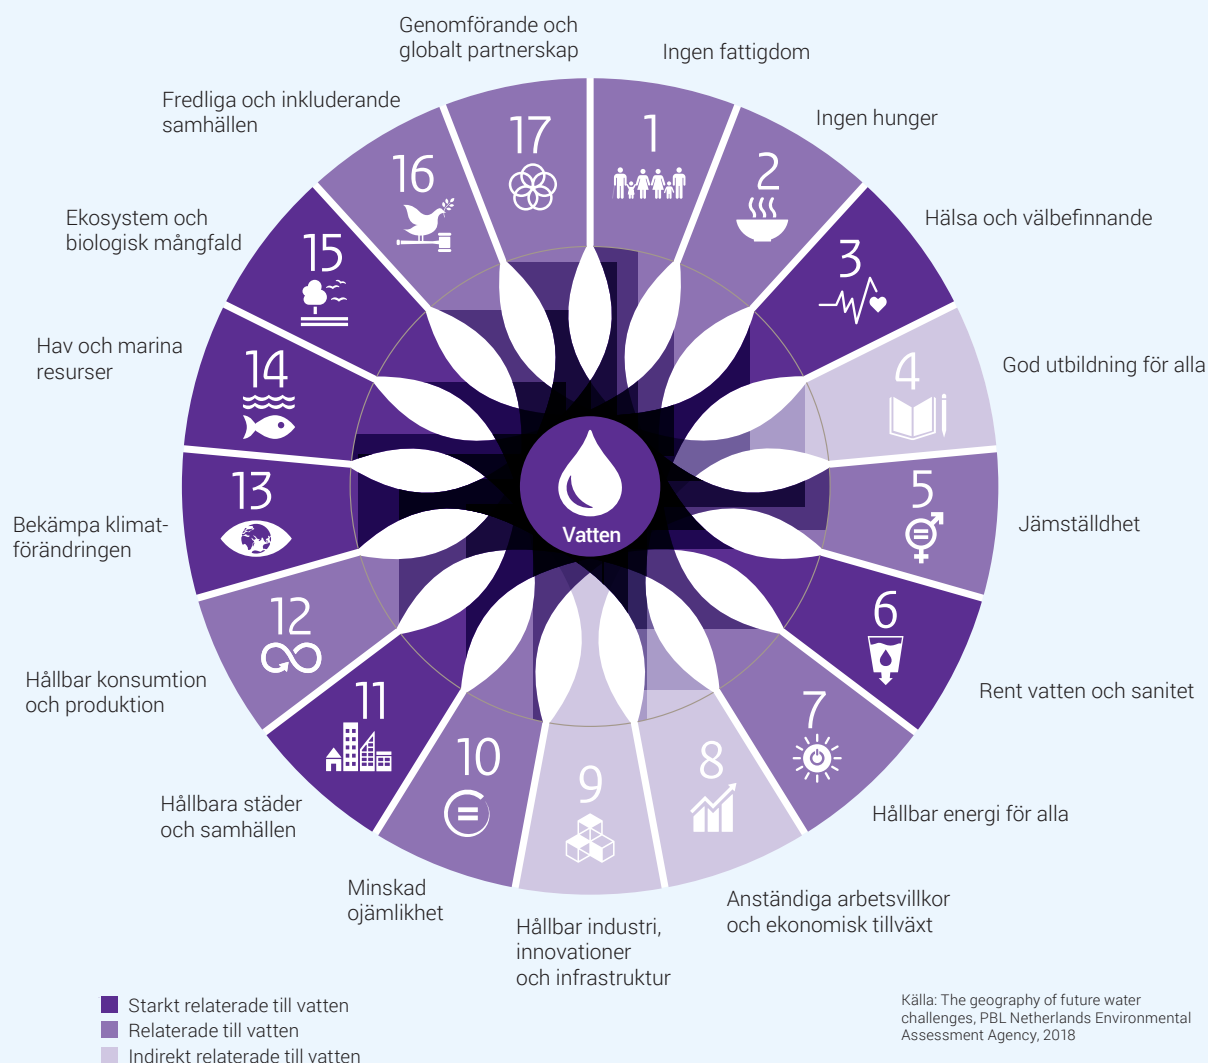 Genomförande och
globalt partnerskap
Ingen fattigdom
Fredliga och inkluderande
samhällen
Ingen hunger
17
1
16
2
Ekosystem och
biologisk mångfald
Hälsa och välbefinnande
15
3
Hav och marina
resurser
14
4
God utbildning för alla
13
5
Bekämpa klimat-
förändringen
Vatten
Jämställdhet
12
6
Hållbar konsumtion
och produktion
Rent vatten och sanitet
11
7
10
8
9
Hållbara städer
och samhällen
Hållbar energi för alla
Minskad
ojämlikhet
Anständiga arbetsvillkor
och ekonomisk tillväxt
Hållbar industri,
innovationer
och infrastruktur
Starkt relaterade till vatten
Relaterade till vatten
Indirekt relaterade till vatten
Källa: The geography of future water
challenges, PBL Netherlands Environmental
Assessment Agency, 2018